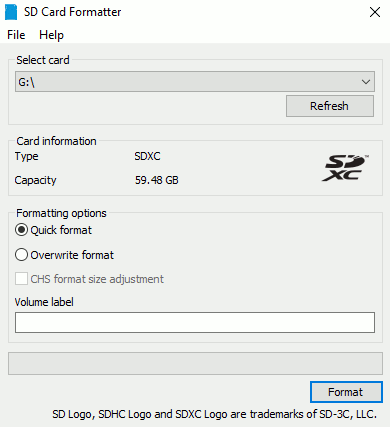 SD Card Formatter
File Help
Select card
G:\
Refresh
Card information
Type SDXC
Capacity 59.48 GB
SD
XC
Formatting options
Quick format
Overwrite format
CHS format size adjustment
Volume label
Format
SD Logo, SDHC Logo and SDXC Logo are trademarks of SD-3C, LLC.